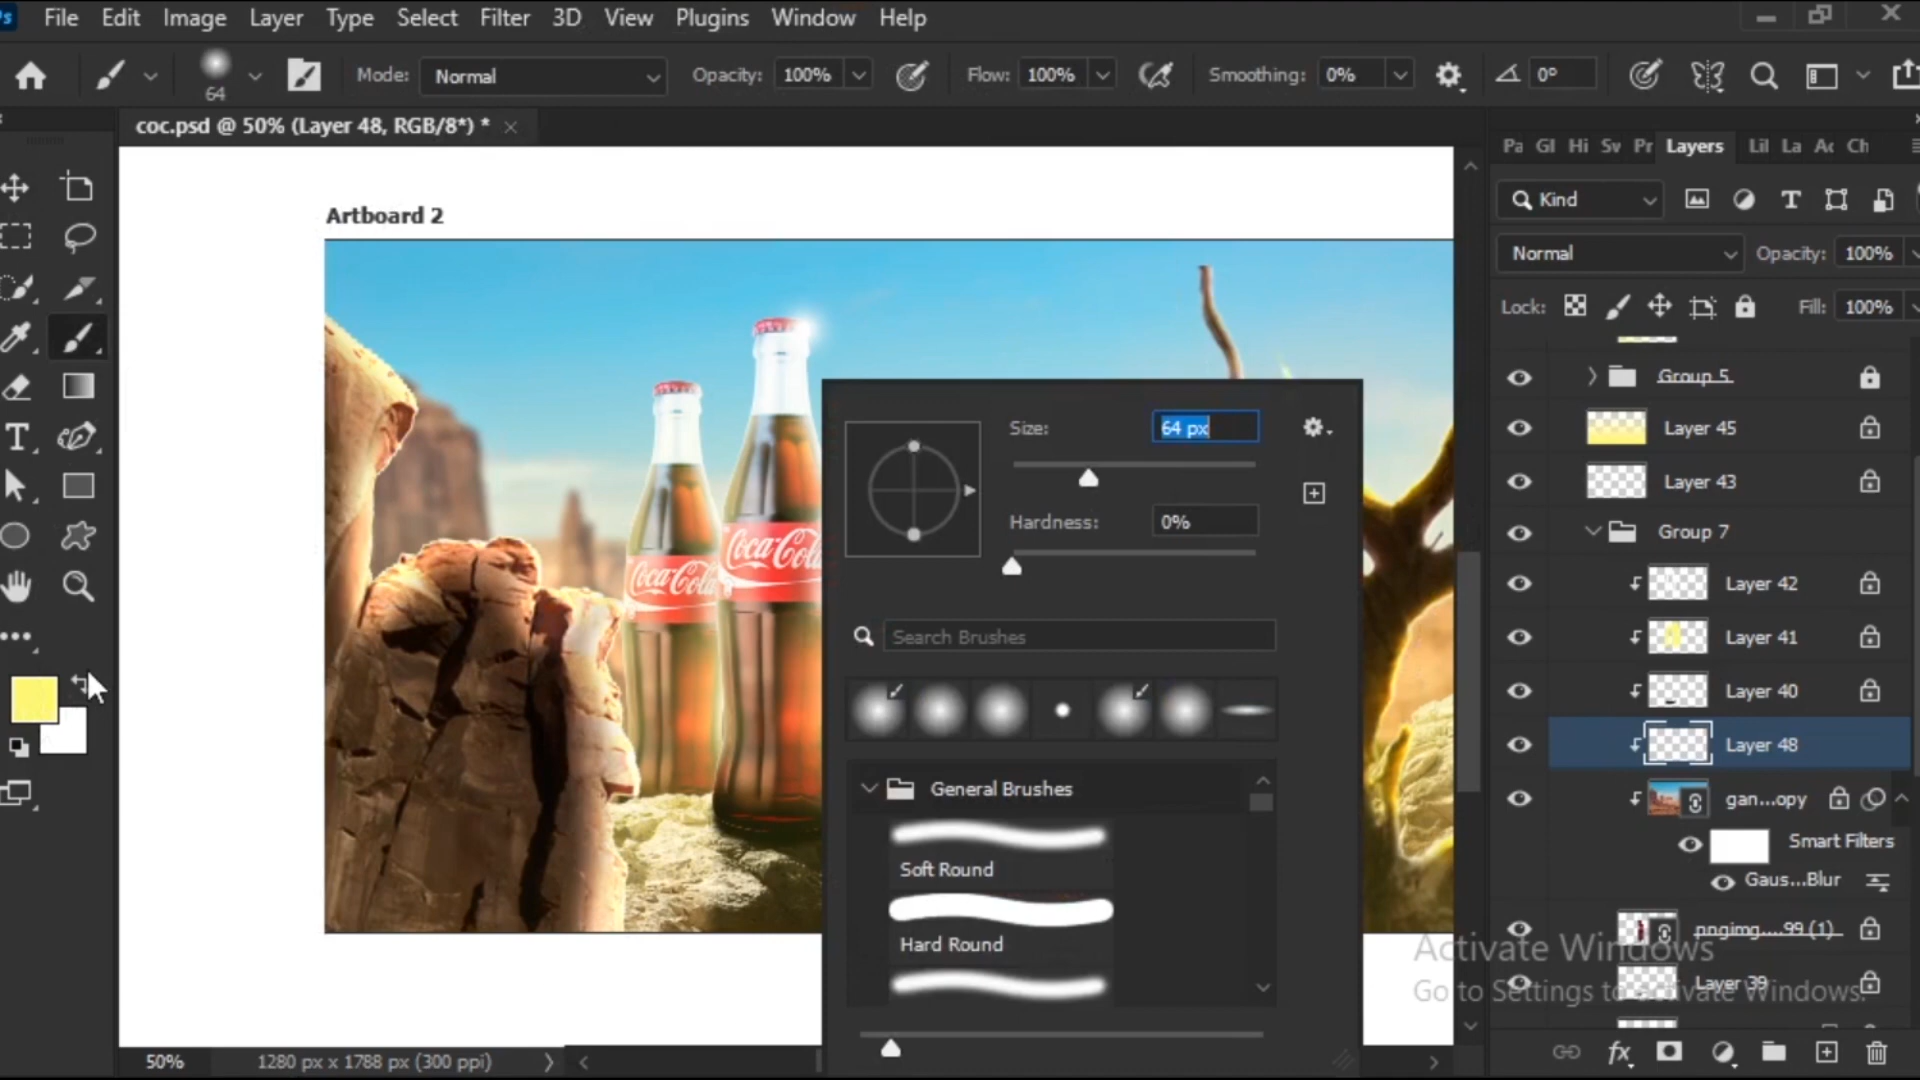 File Edit Image Layer Type Select Filter 3D View Plugins Window Help
64
Mode: Normal Opacity: 100% Flow: 100% Smoothing: 0% 0°
coc.psd @ 50% (Layer 48, RGB/8*) *
Pa Gl Hi Sw Pr Layers Lil La Ac Ch
Kind
Normal Opacity: 100%
Lock: Fill: 100%
Artboard 2
Coca-Cola
Coca-Cola
Size: 64 px
Hardness: 0%
Search Brushes
General Brushes
Soft Round
Hard Round
Group 5
Layer 45
Layer 43
Group 7
Layer 42
Layer 41
Layer 40
Layer 48
gan...opy
Smart Filters
Gaus...Blur
pngimg....99 (1)
Layer 39
Activate Windows
Go to Settings to activate Windows.
50% 1280 px x 1788 px (300 ppi)